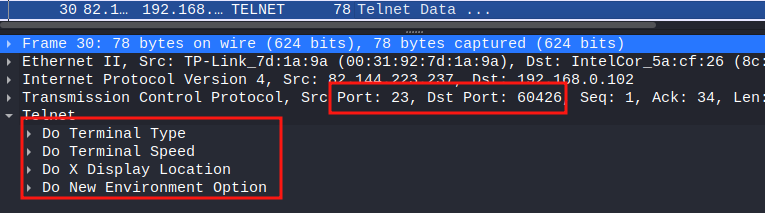 30 82.1… 192.168.… TELNET 78 Telnet Data ...
Frame 30: 78 bytes on wire (624 bits), 78 bytes captured (624 bits)
Ethernet II, Src: TP-Link_7d:1a:9a (00:31:92:7d:1a:9a), Dst: IntelCor_5a:cf:26 (8c:
Internet Protocol Version 4, Src: 82.144.223.237, Dst: 192.168.0.102
Transmission Control Protocol, Src Port: 23, Dst Port: 60426, Seq: 1, Ack: 34, Len:
Telnet
Do Terminal Type
Do Terminal Speed
Do X Display Location
Do New Environment Option